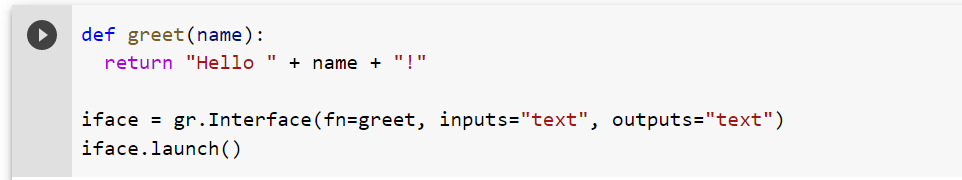 def greet(name):
  return "Hello " + name + "!"

iface = gr.Interface(fn=greet, inputs="text", outputs="text")
iface.launch()